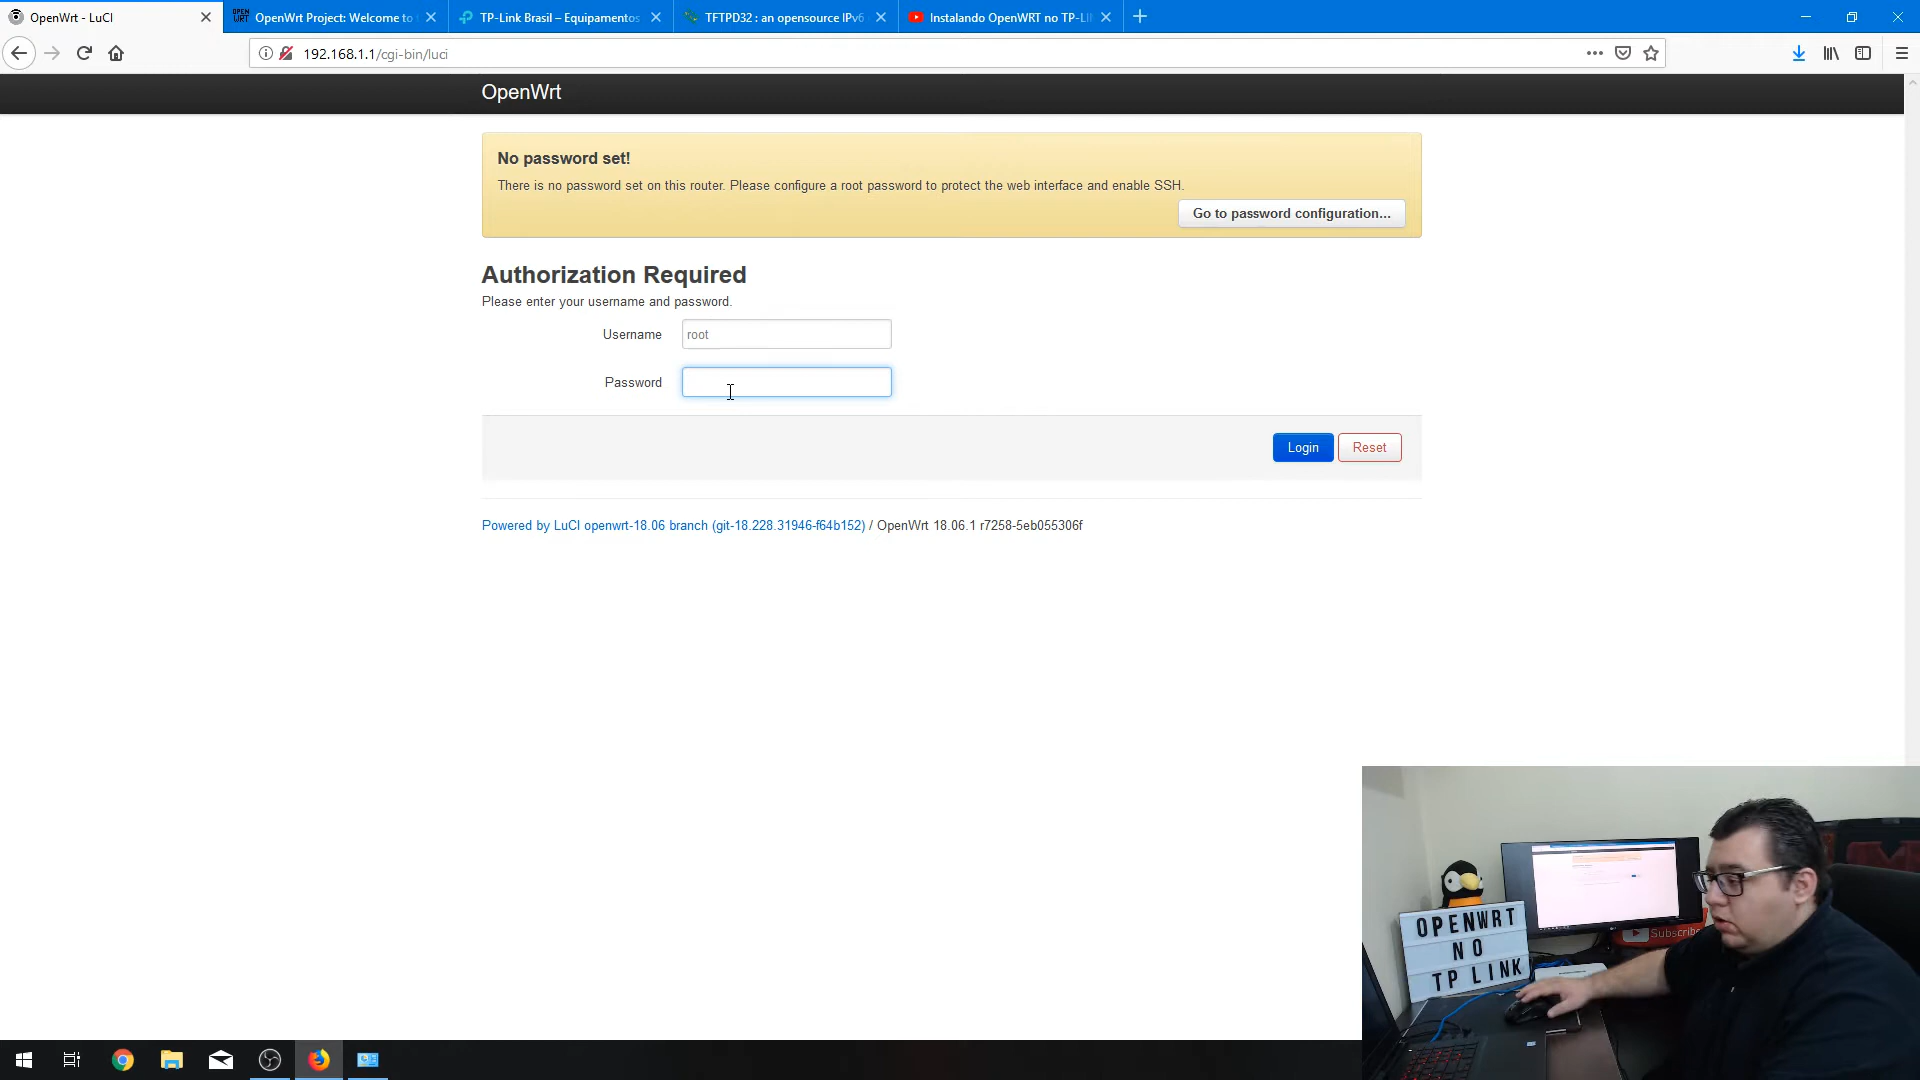 OpenWrt - LuCI
OpenWrt Project: Welcome to
TP-Link Brasil – Equipamentos
TFTPD32 : an opensource IPv6
Instalando OpenWRT no TP-LI
192.168.1.1/cgi-bin/luci
OpenWrt
No password set!
There is no password set on this router. Please configure a root password to protect the web interface and enable SSH.
Go to password configuration...
Authorization Required
Please enter your username and password.
Username
root
Password
Login
Reset
Powered by LuCI openwrt-18.06 branch (git-18.228.31946-f64b152) / OpenWrt 18.06.1 r7258-5eb055306f
OPENWRT
NO
TP LINK
Subscribe